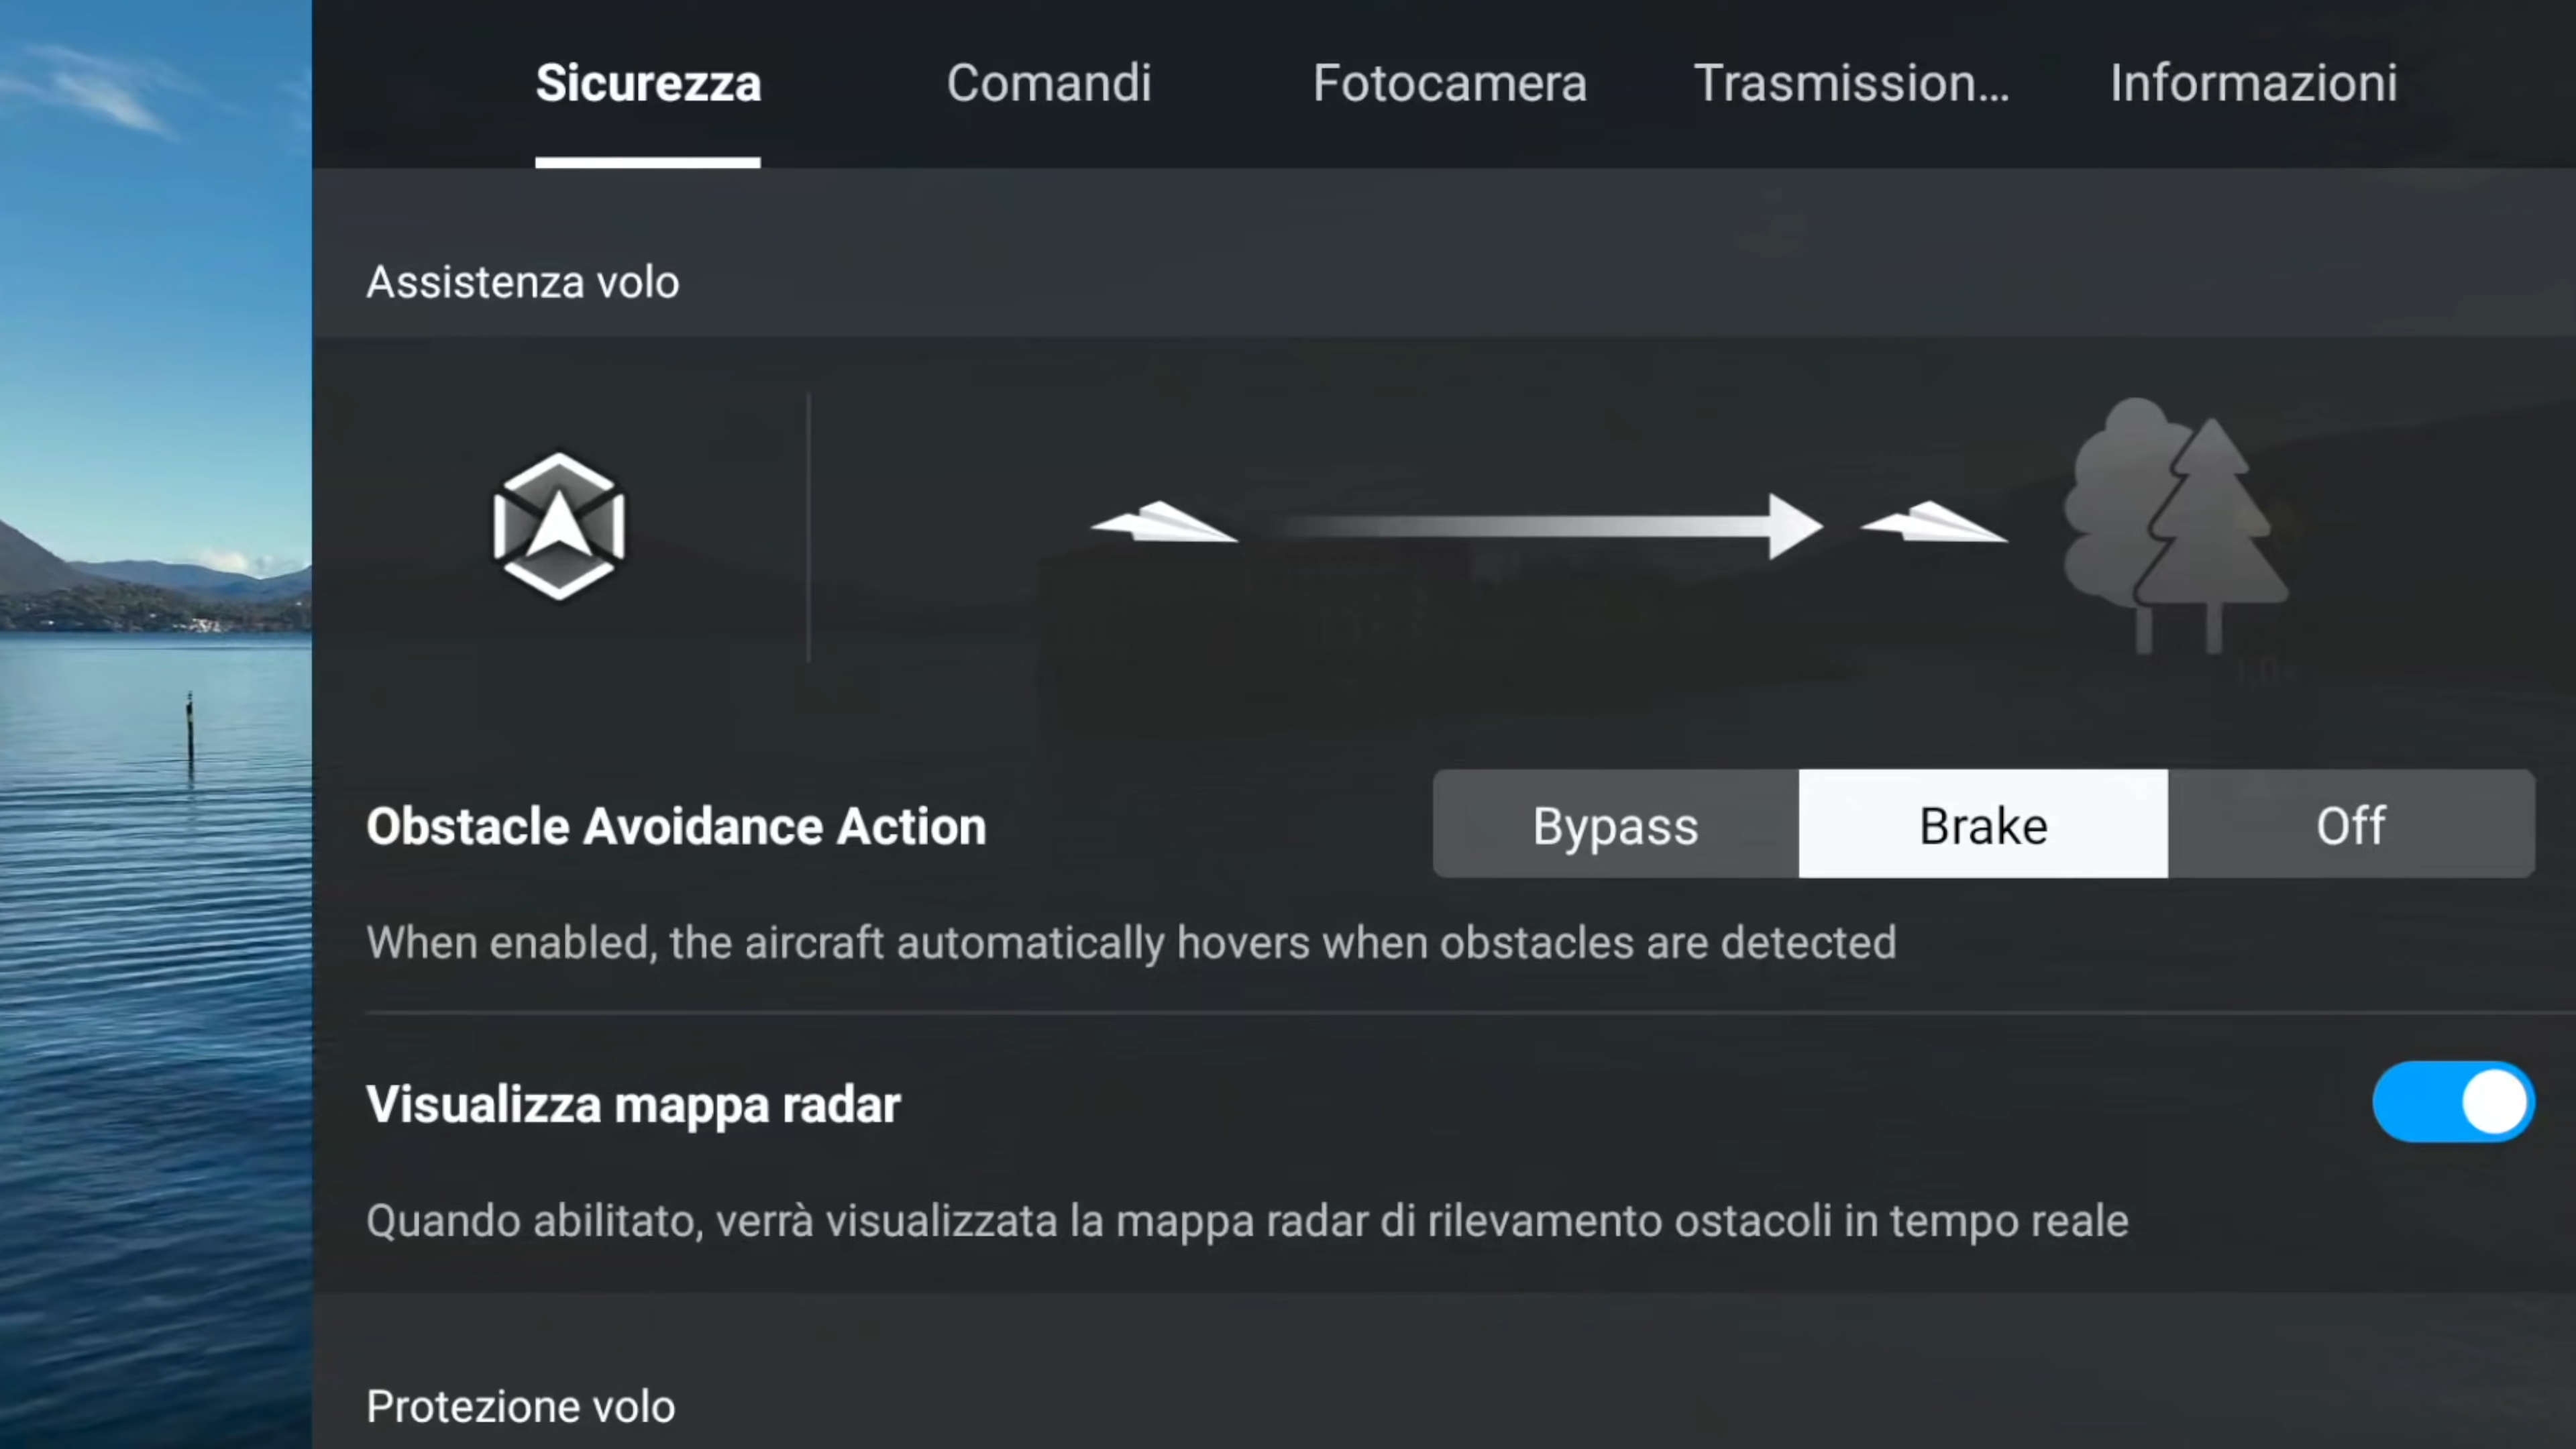 Sicurezza Comandi Fotocamera Trasmission... Informazioni
Assistenza volo
Obstacle Avoidance Action Bypass Brake Off
When enabled, the aircraft automatically hovers when obstacles are detected
Visualizza mappa radar
Quando abilitato, verrà visualizzata la mappa radar di rilevamento ostacoli in tempo reale
Protezione volo